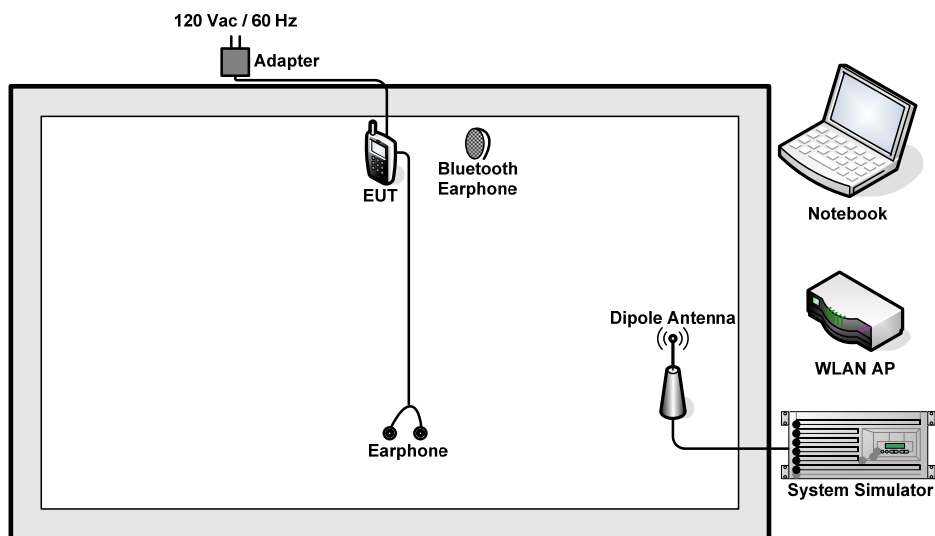 120 Vac / 60 Hz
Adapter
EUT
Bluetooth
Earphone
Notebook
Dipole Antenna
WLAN AP
Earphone
System Simulator